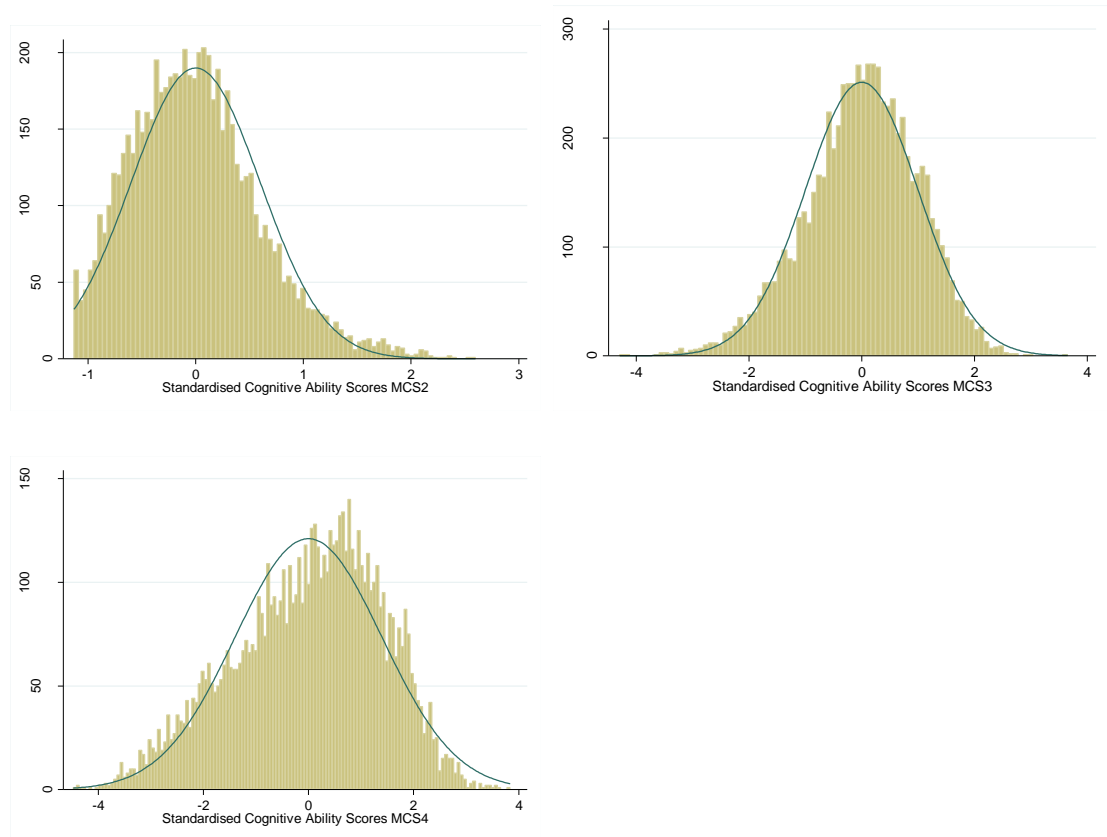 200
150
100
50
0
-1 0 1 2 3
Standardised Cognitive Ability Scores MCS2
300
200
100
0
-4 -2 0 2 4
Standardised Cognitive Ability Scores MCS3
150
100
50
0
-4 -2 0 2 4
Standardised Cognitive Ability Scores MCS4